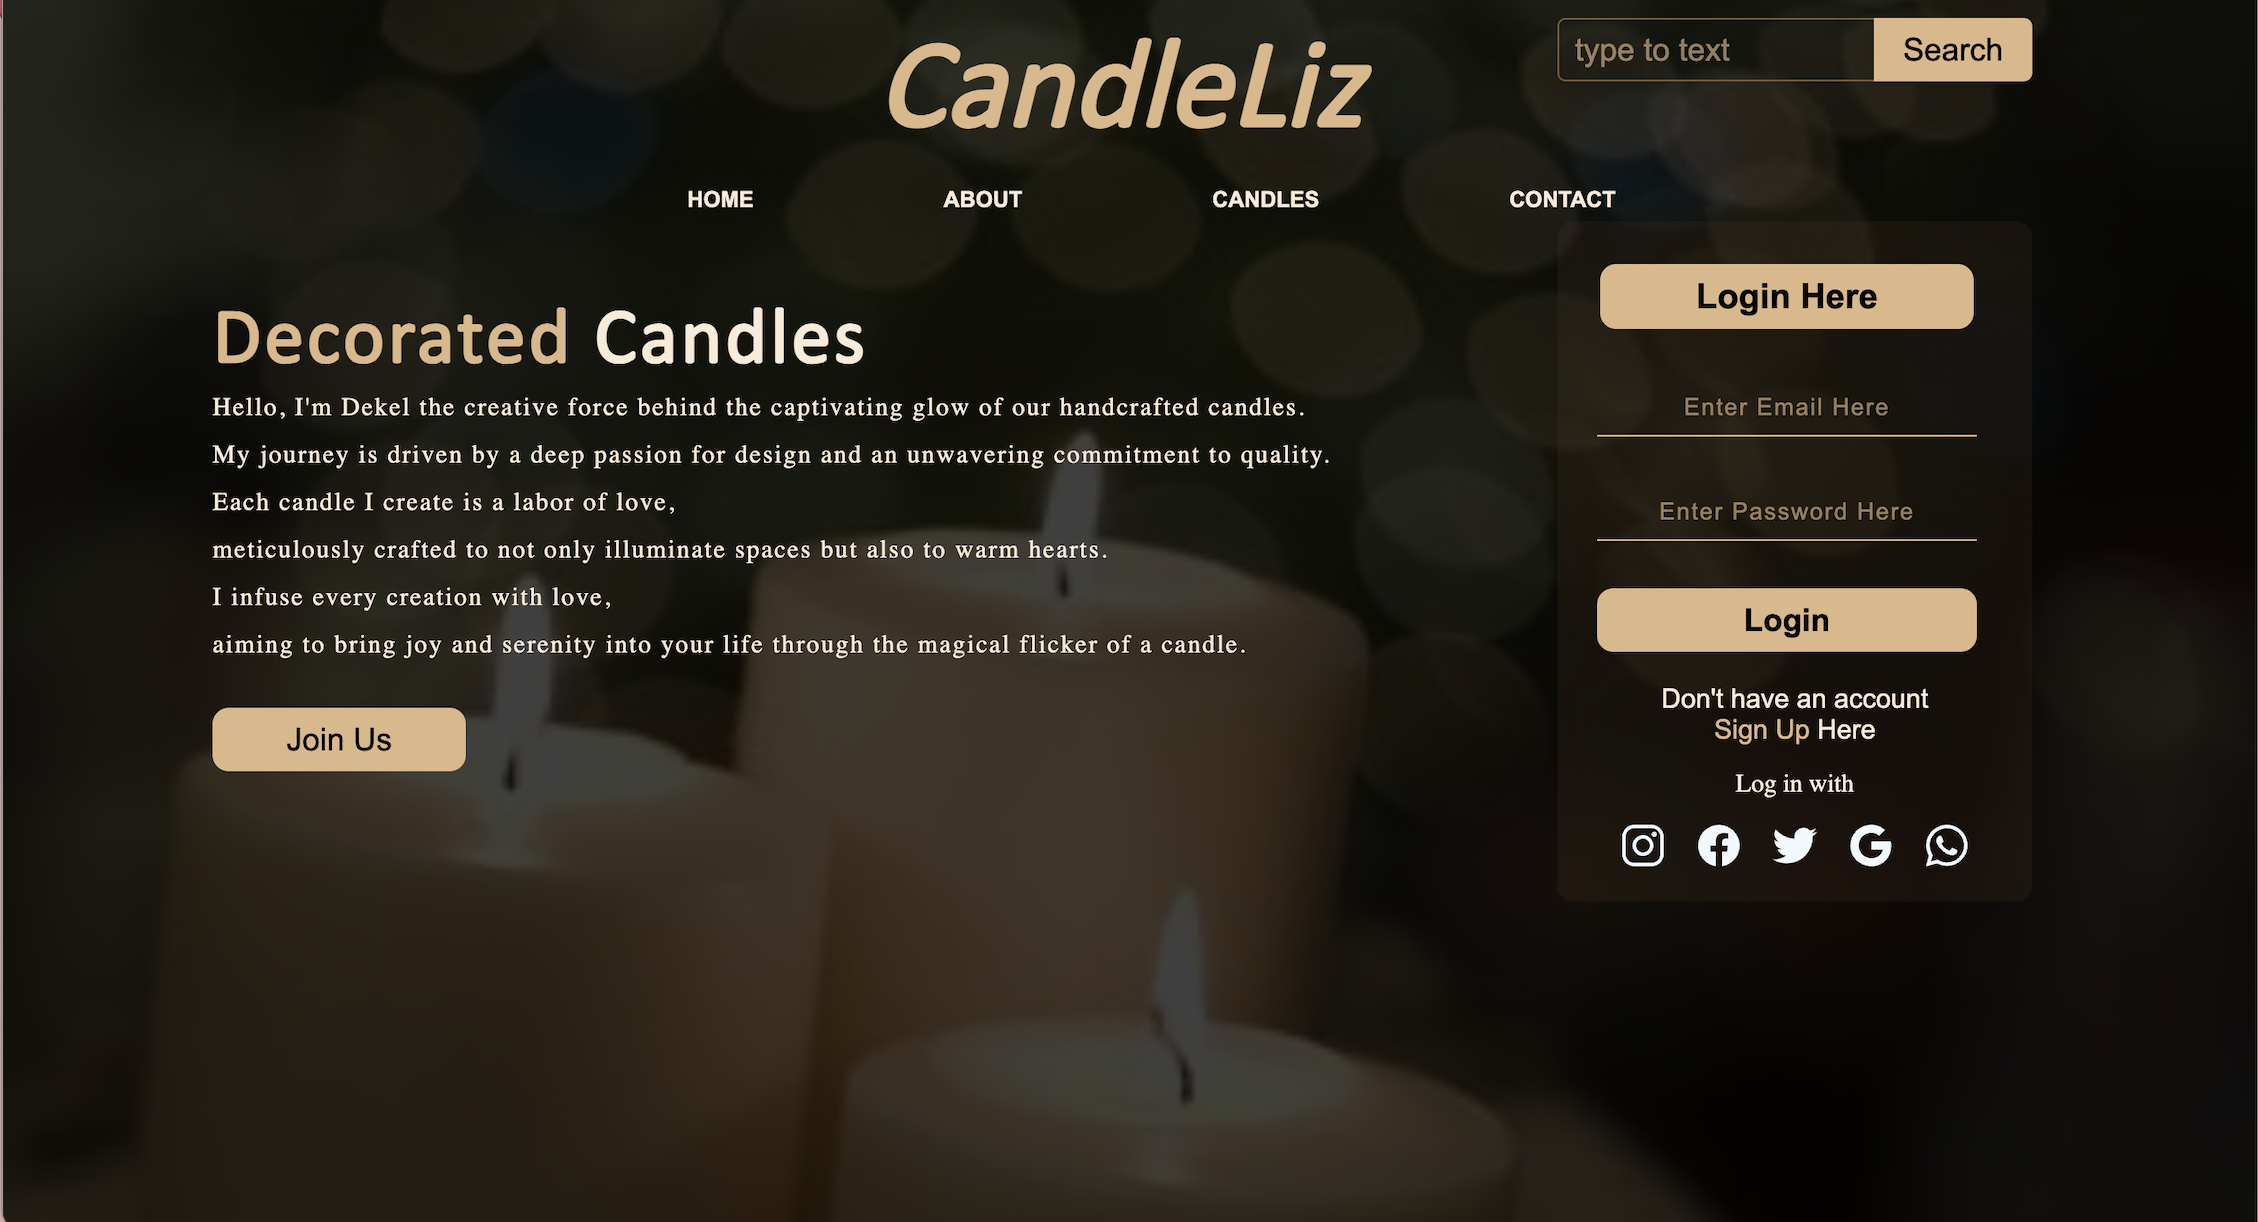 CandleLiz
type to text
Search
HOME
ABOUT
CANDLES
CONTACT
Decorated Candles
Hello, I'm Dekel the creative force behind the captivating glow of our handcrafted candles.
My journey is driven by a deep passion for design and an unwavering commitment to quality.
Each candle I create is a labor of love,
meticulously crafted to not only illuminate spaces but also to warm hearts.
I infuse every creation with love,
aiming to bring joy and serenity into your life through the magical flicker of a candle.
Join Us
Login Here
Enter Email Here
Enter Password Here
Login
Don't have an account
Sign Up Here
Log in with